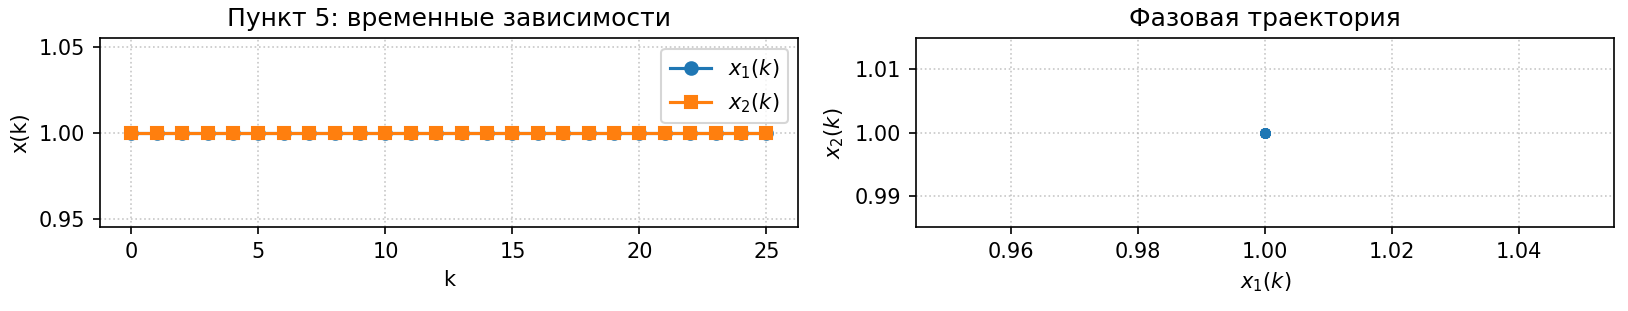 Пункт 5: временные зависимости
x(k)
1.05
1.00
0.95
x₁(k)
x₂(k)
0 5 10 15 20 25
k
Фазовая траектория
x₂(k)
1.01
1.00
0.99
0.96 0.98 1.00 1.02 1.04
x₁(k)